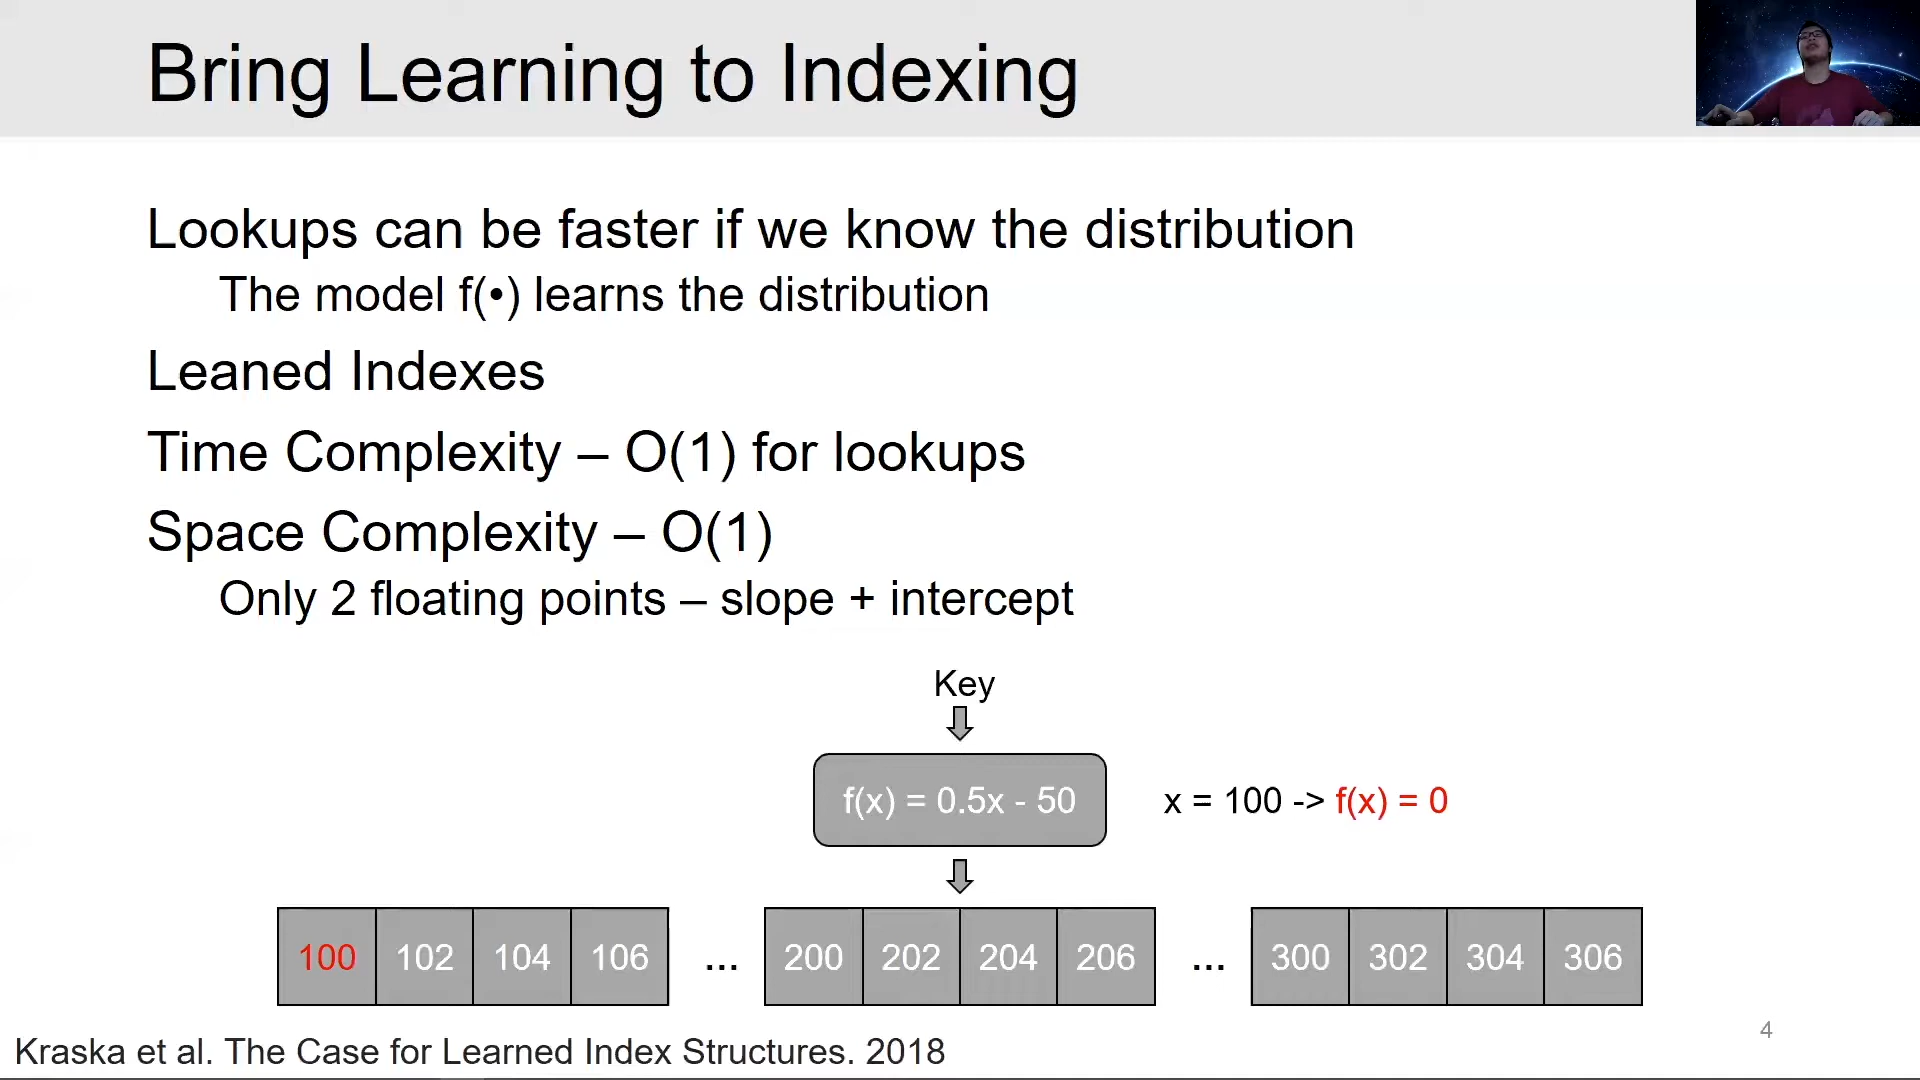 Bring Learning to Indexing
Lookups can be faster if we know the distribution
The model f(•) learns the distribution
Leaned Indexes
Time Complexity – O(1) for lookups
Space Complexity – O(1)
Only 2 floating points – slope + intercept
Key
f(x) = 0.5x - 50
x = 100 -> f(x) = 0
100 102 104 106 ... 200 202 204 206 ... 300 302 304 306
4
Kraska et al. The Case for Learned Index Structures. 2018